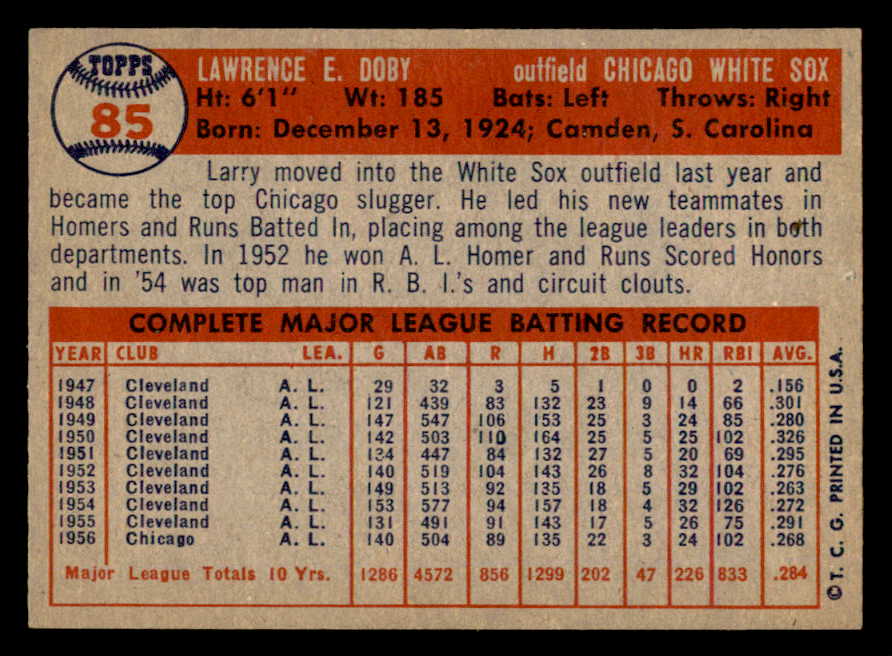 TOPPS
85
LAWRENCE E. DOBY outfield CHICAGO WHITE SOX
Ht: 6'1" Wt: 185 Bats: Left Throws: Right
Born: December 13, 1924; Camden, S. Carolina
Larry moved into the White Sox outfield last year and
became the top Chicago slugger. He led his new teammates in
Homers and Runs Batted In, placing among the league leaders in both
departments. In 1952 he won A. L. Homer and Runs Scored Honors
and in '54 was top man in R. B. I.'s and circuit clouts.
COMPLETE MAJOR LEAGUE BATTING RECORD
YEAR CLUB LEA. G AB R H 2B 3B HR RBI AVG.
1947 Cleveland A. L. 29 32 3 5 1 0 0 2 .156
1948 Cleveland A. L. 121 439 83 132 23 9 14 66 .301
1949 Cleveland A. L. 147 547 106 153 25 3 24 85 .280
1950 Cleveland A. L. 142 503 110 164 25 5 25 102 .326
1951 Cleveland A. L. 134 447 84 132 27 5 20 69 .295
1952 Cleveland A. L. 140 519 104 143 26 8 32 104 .276
1953 Cleveland A. L. 149 513 92 135 18 5 29 102 .263
1954 Cleveland A. L. 153 577 94 157 18 4 32 126 .272
1955 Cleveland A. L. 131 491 91 143 17 5 26 75 .291
1956 Chicago A. L. 140 504 89 135 22 3 24 102 .268
Major League Totals 10 Yrs. 1286 4572 856 1299 202 47 226 833 .284
© T. C. G. PRINTED IN U.S.A.